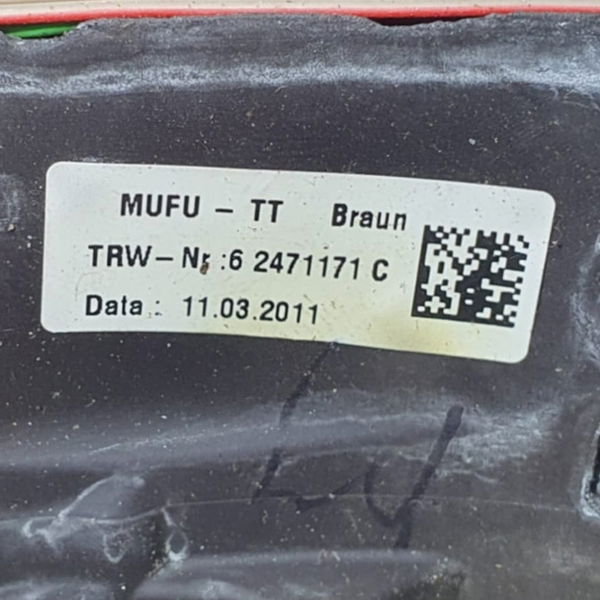 MUFU - TT Braun
TRW-Nr.:6 2471171 C
Data: 11.03.2011